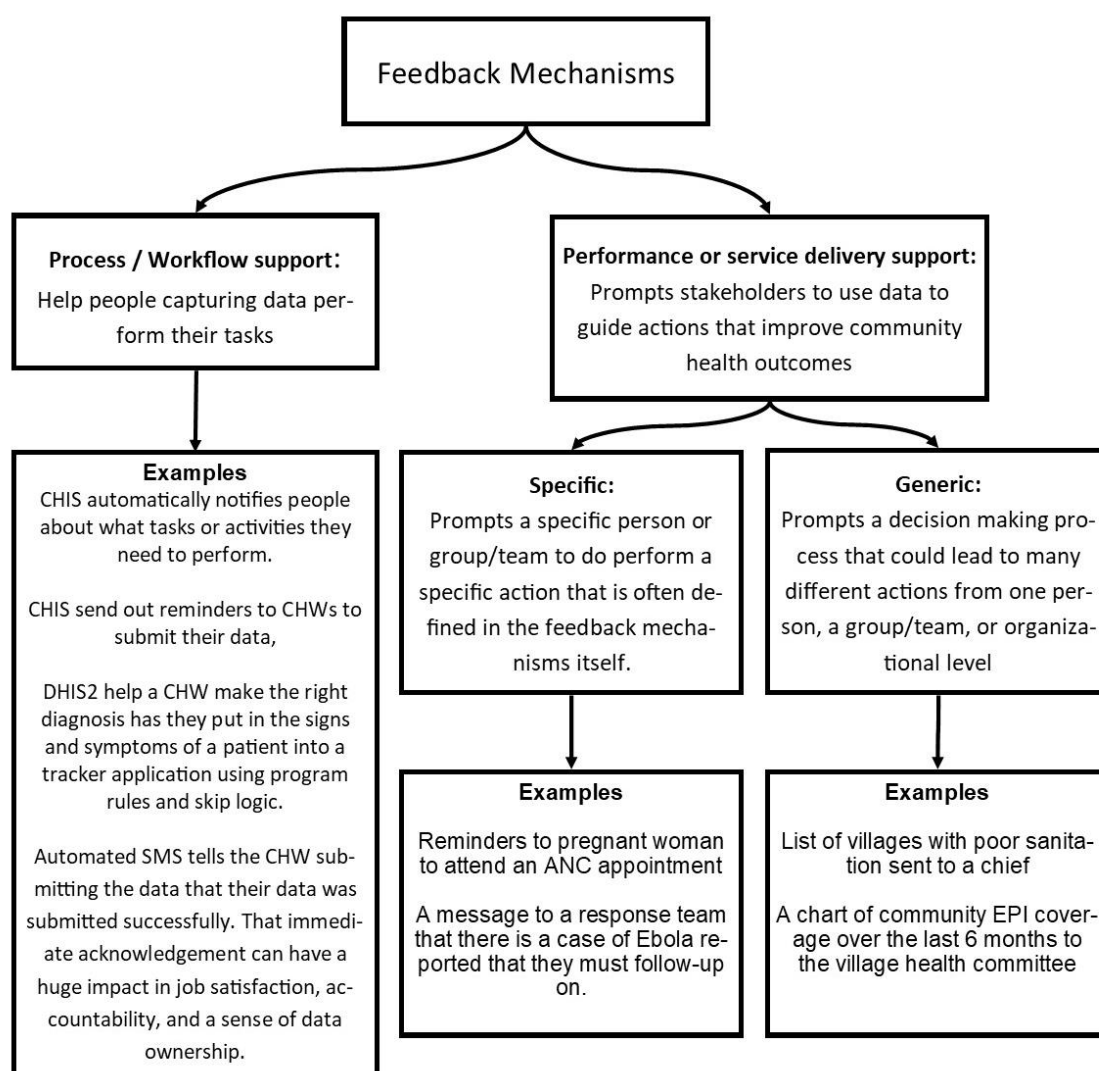 Feedback Mechanisms
Process / Workflow support:
Help people capturing data per-
form their tasks
Performance or service delivery support:
Prompts stakeholders to use data to
guide actions that improve community
health outcomes
Examples
CHIS automatically notifies people
about what tasks or activities they
need to perform.
CHIS send out reminders to CHWs to
submit their data,
DHIS2 help a CHW make the right
diagnosis has they put in the signs
and symptoms of a patient into a
tracker application using program
rules and skip logic.
Automated SMS tells the CHW sub-
mitting the data that their data was
submitted successfully. That immedi-
ate acknowledgement can have a
huge impact in job satisfaction, ac-
countability, and a sense of data
ownership.
Specific:
Prompts a specific person or
group/team to do perform a
specific action that is often de-
fined in the feedback mecha-
nisms itself.
Generic:
Prompts a decision making pro-
cess that could lead to many
different actions from one per-
son, a group/team, or organiza-
tional level
Examples
Reminders to pregnant woman
to attend an ANC appointment
A message to a response team
that there is a case of Ebola re-
ported that they must follow-up
on.
Examples
List of villages with poor sanita-
tion sent to a chief
A chart of community EPI cover-
age over the last 6 months to
the village health committee